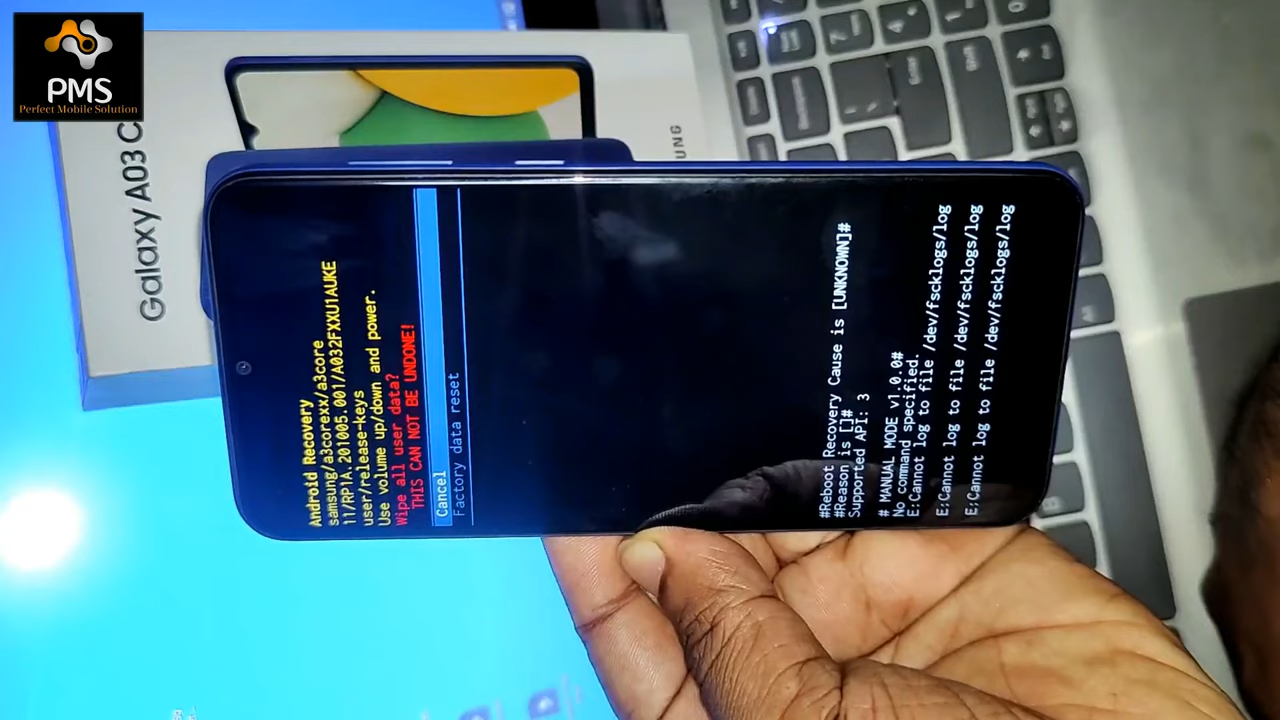 PMS
Perfect Mobile Solution
Galaxy A03 C
UNG
Android Recovery
samsung/a3corexx/a3core
11/RP1A.201005.001/A032FXXU1AUKE
user/release-keys
Use volume up/down and power.
Wipe all user data?
THIS CAN NOT BE UNDONE!
Cancel
Factory data reset
#Reboot Recovery Cause is [UNKNOWN]#
#Reason is []#
Supported API: 3
# MANUAL MODE v1.0.0#
No command specified.
E:Cannot log to file /dev/fscklogs/log
E:Cannot log to file /dev/fscklogs/log
E:Cannot log to file /dev/fscklogs/log
Enter
Shift